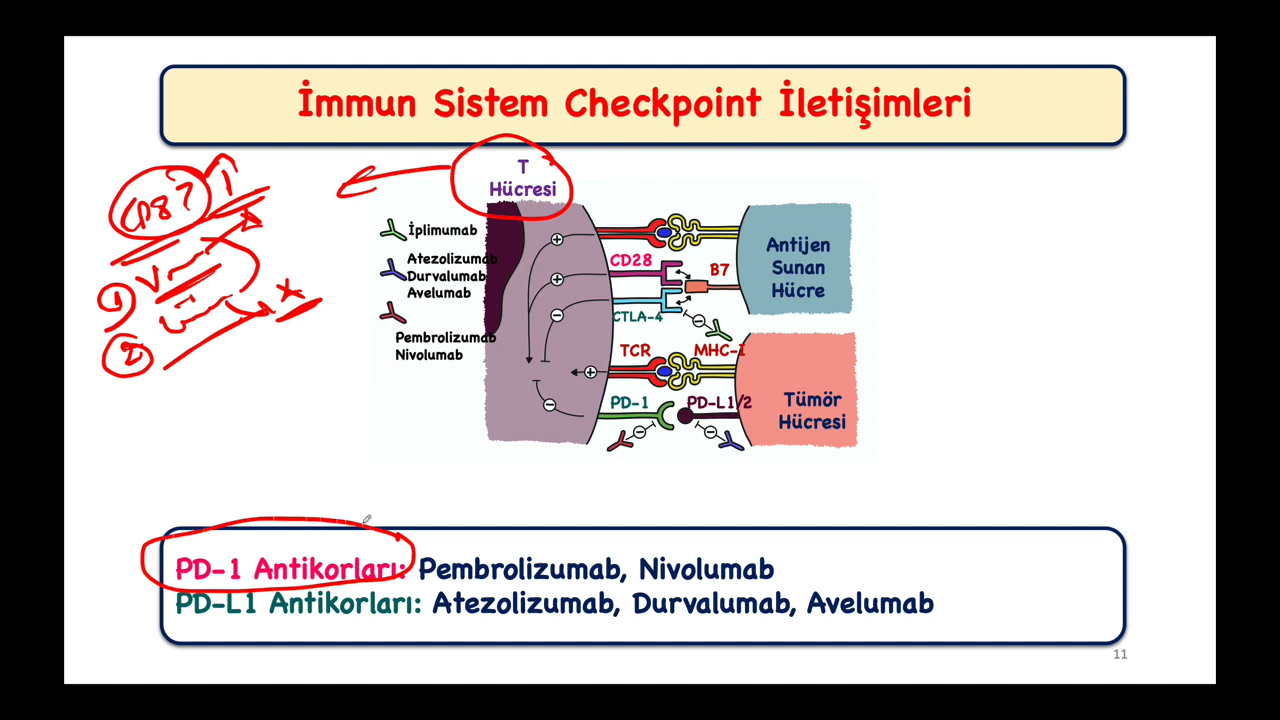 İmmun Sistem Checkpoint İletişimleri
T
Hücresi
İplimumab
Atezolizumab
Durvalumab
Avelumab
Pembrolizumab
Nivolumab
CD28
B7
CTLA-4
Antijen
Sunan
Hücre
TCR
MHC-I
PD-1
PD-L1/2
Tümör
Hücresi
1
2
PD-1 Antikorları: Pembrolizumab, Nivolumab
PD-L1 Antikorları: Atezolizumab, Durvalumab, Avelumab
11